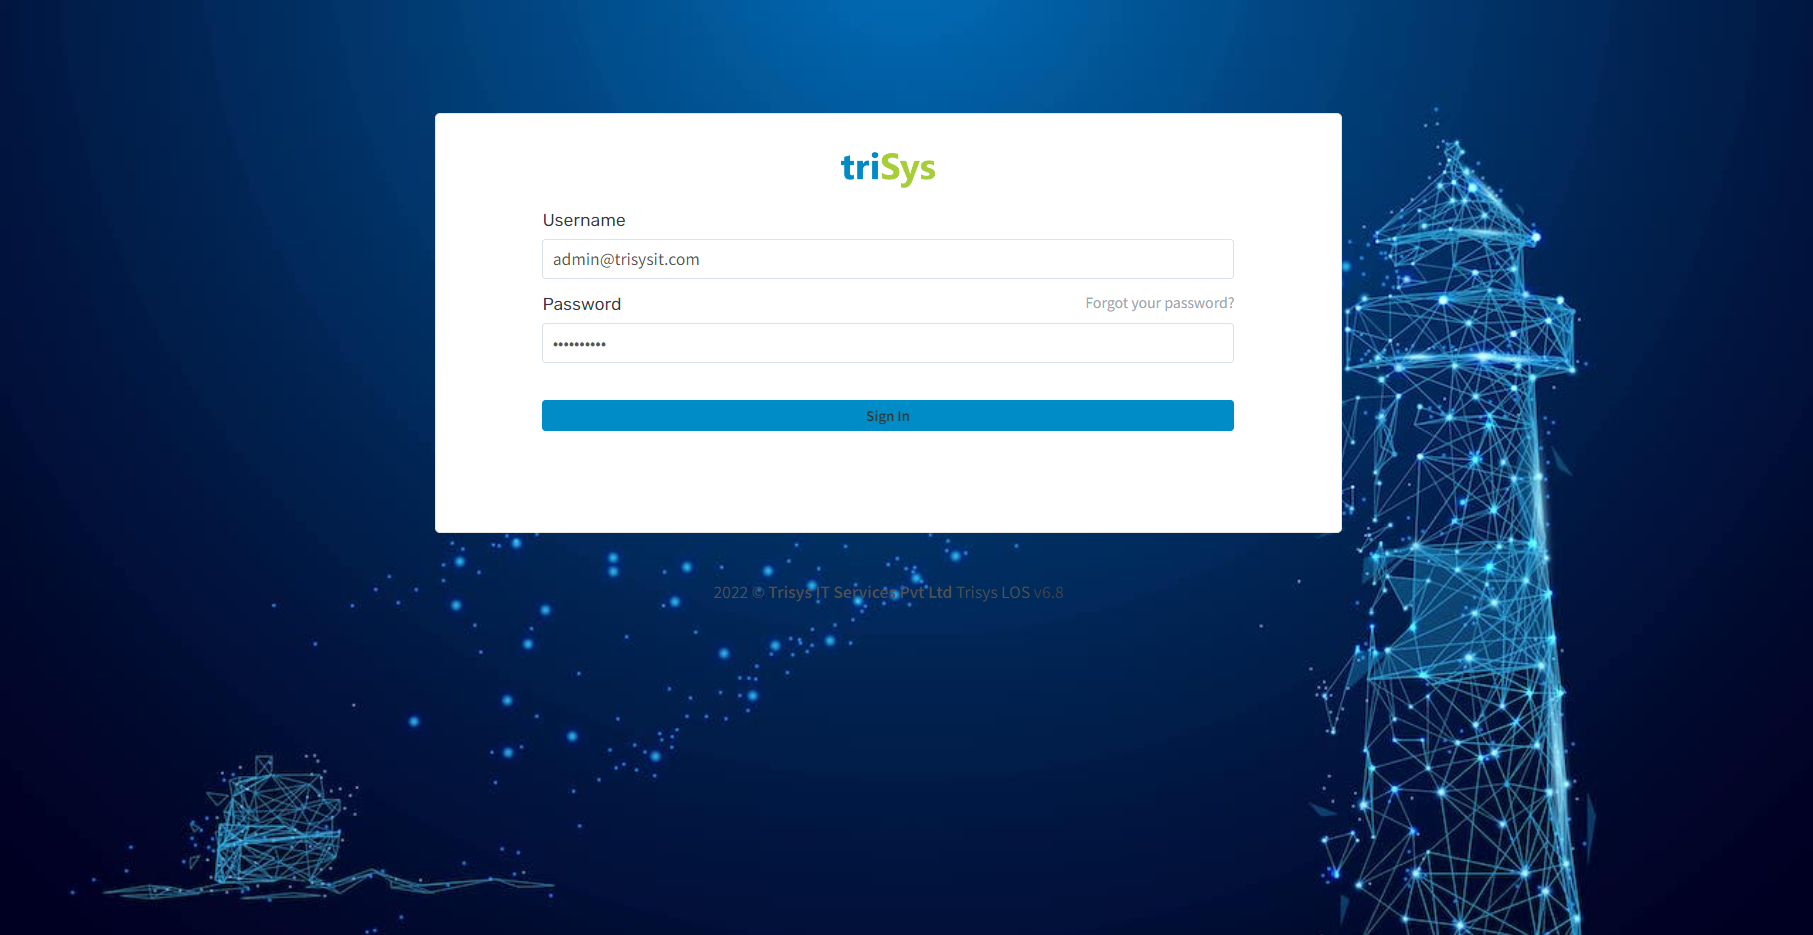 triSys
Username
admin@trisysit.com
Password
Forgot your password?
••••••••••
Sign In
2022 © Trisys IT Services Pvt Ltd Trisys LOS v6.8